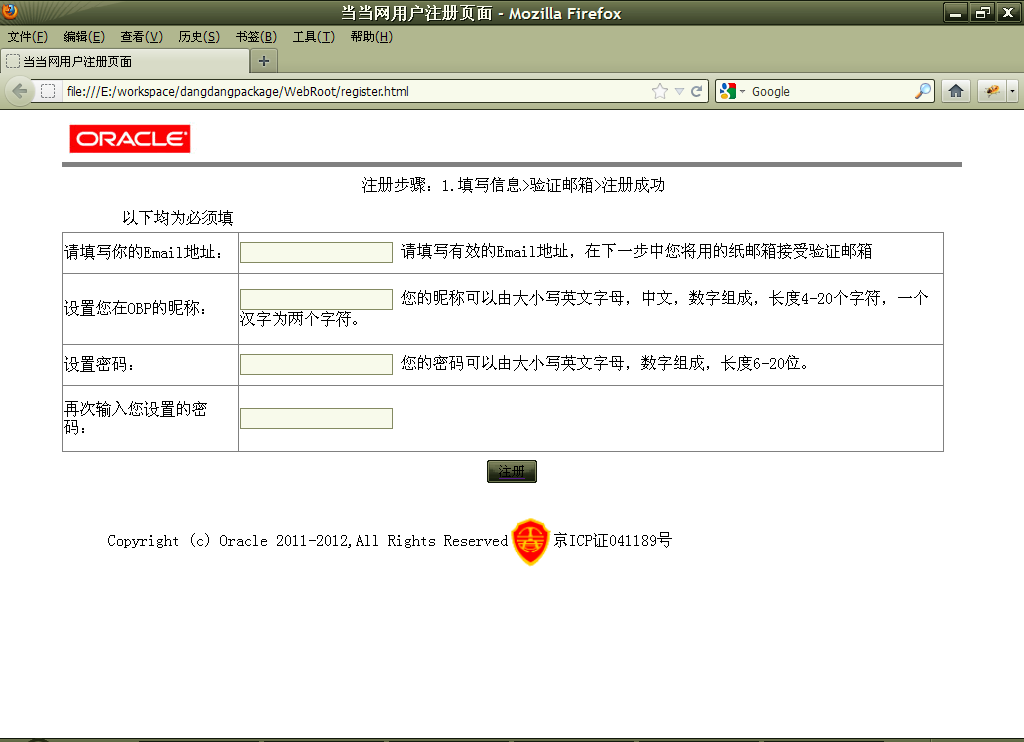 当当网用户注册页面 - Mozilla Firefox
文件(F) 编辑(E) 查看(V) 历史(S) 书签(B) 工具(T) 帮助(H)
当当网用户注册页面
file:///E:/workspace/dangdangpackage/WebRoot/register.html Google
ORACLE
注册步骤: 1.填写信息>验证邮箱>注册成功
以下均为必须填
请填写你的Email地址: 请填写有效的Email地址，在下一步中您将用的纸邮箱接受验证邮箱
设置您在OBP的昵称: 您的昵称可以由大小写英文字母，中文，数字组成，长度4-20个字符，一个
汉字为两个字符。
设置密码: 您的密码可以由大小写英文字母，数字组成，长度6-20位。
再次输入您设置的密
码:
注册
Copyright (c) Oracle 2011-2012,All Rights Reserved 京ICP证041189号